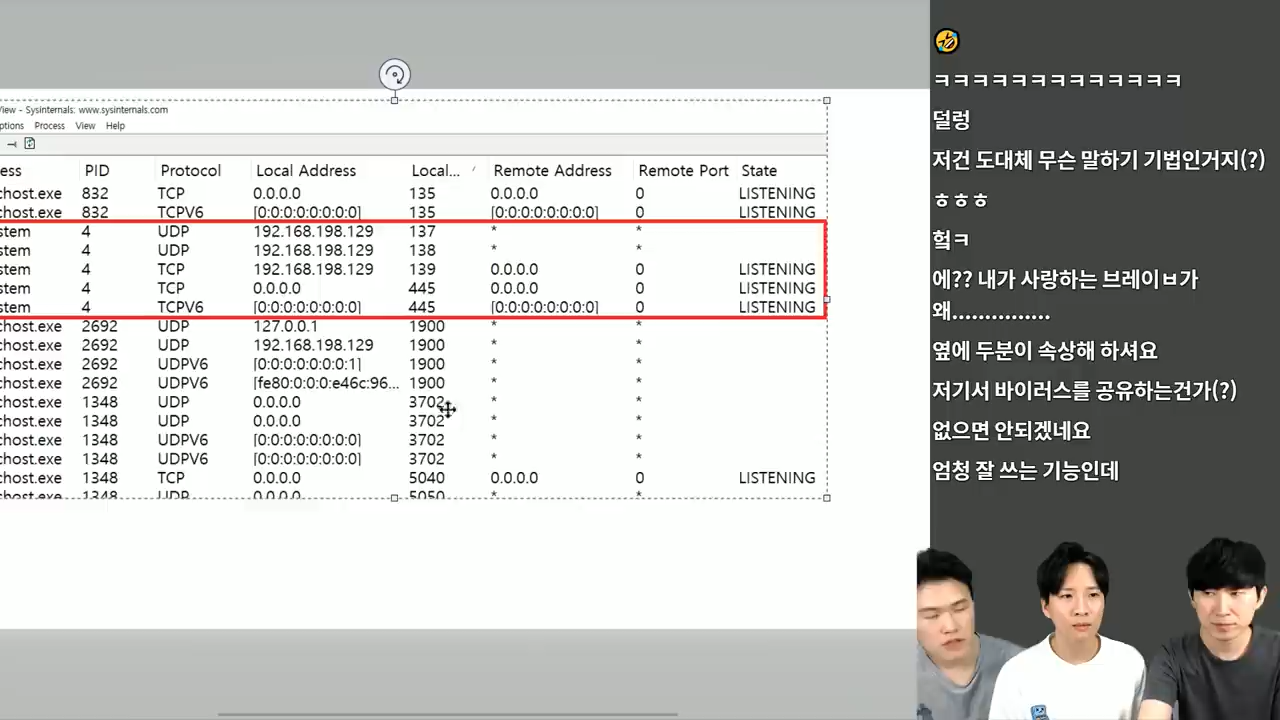 View - Sysinternals: www.sysinternals.com
ptions Process View Help
ess PID Protocol Local Address Local... Remote Address Remote Port State
chost.exe 832 TCP 0.0.0.0 135 0.0.0.0 0 LISTENING
chost.exe 832 TCPV6 [0:0:0:0:0:0:0:0] 135 [0:0:0:0:0:0:0:0] 0 LISTENING
stem 4 UDP 192.168.198.129 137 * *
stem 4 UDP 192.168.198.129 138 * *
stem 4 TCP 192.168.198.129 139 0.0.0.0 0 LISTENING
stem 4 TCP 0.0.0.0 445 0.0.0.0 0 LISTENING
stem 4 TCPV6 [0:0:0:0:0:0:0:0] 445 [0:0:0:0:0:0:0:0] 0 LISTENING
chost.exe 2692 UDP 127.0.0.1 1900 * *
chost.exe 2692 UDP 192.168.198.129 1900 * *
chost.exe 2692 UDPV6 [0:0:0:0:0:0:0:1] 1900 * *
chost.exe 2692 UDPV6 [fe80:0:0:0:e46c:96... 1900 * *
chost.exe 1348 UDP 0.0.0.0 3702 * *
chost.exe 1348 UDP 0.0.0.0 3702 * *
chost.exe 1348 UDPV6 [0:0:0:0:0:0:0:0] 3702 * *
chost.exe 1348 UDPV6 [0:0:0:0:0:0:0:0] 3702 * *
chost.exe 1348 TCP 0.0.0.0 5040 0.0.0.0 0 LISTENING
chost.exe 1348 UDP 0.0.0.0 5050 * *
🤣
ㅋㅋㅋㅋㅋㅋㅋㅋㅋㅋㅋㅋㅋ
덜렁
저건 도대체 무슨 말하기 기법인거지(?)
ㅎㅎㅎ
헠ㅋ
에?? 내가 사랑하는 브레이ㅂ가
왜...............
옆에 두분이 속상해 하셔요
저기서 바이러스를 공유하는건가(?)
없으면 안되겠네요
엄청 잘 쓰는 기능인데